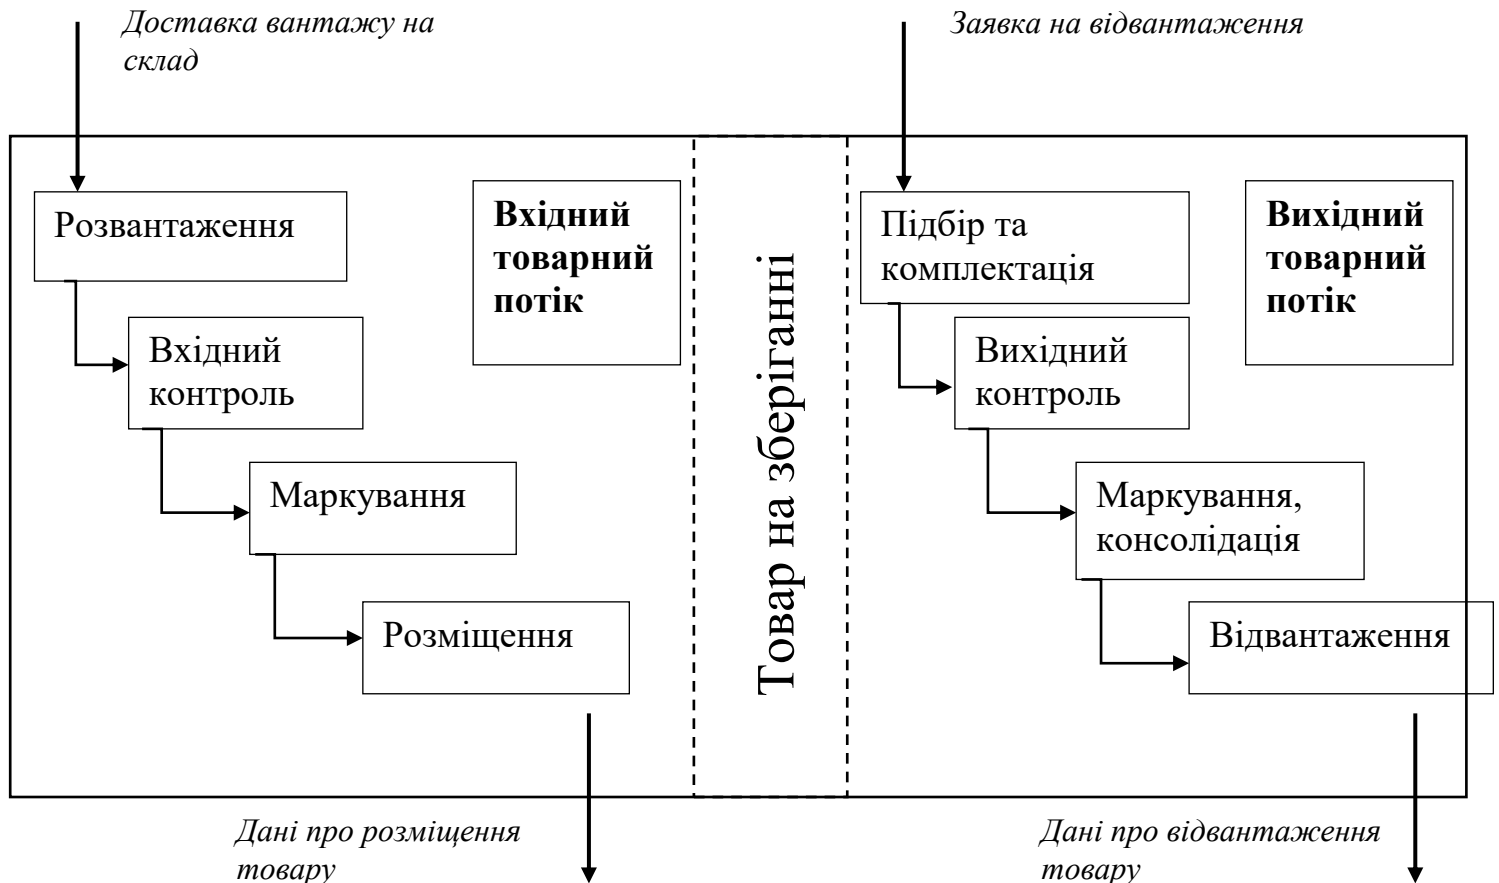 Доставка вантажу на
склад
Заявка на відвантаження
Розвантаження
Вхідний
товарний
потік
Вхідний
контроль
Маркування
Розміщення
Товар на зберіганні
Підбір та
комплектація
Вихідний
товарний
потік
Вихідний
контроль
Маркування,
консолідація
Відвантаження
Дані про розміщення
товару
Дані про відвантаження
товару